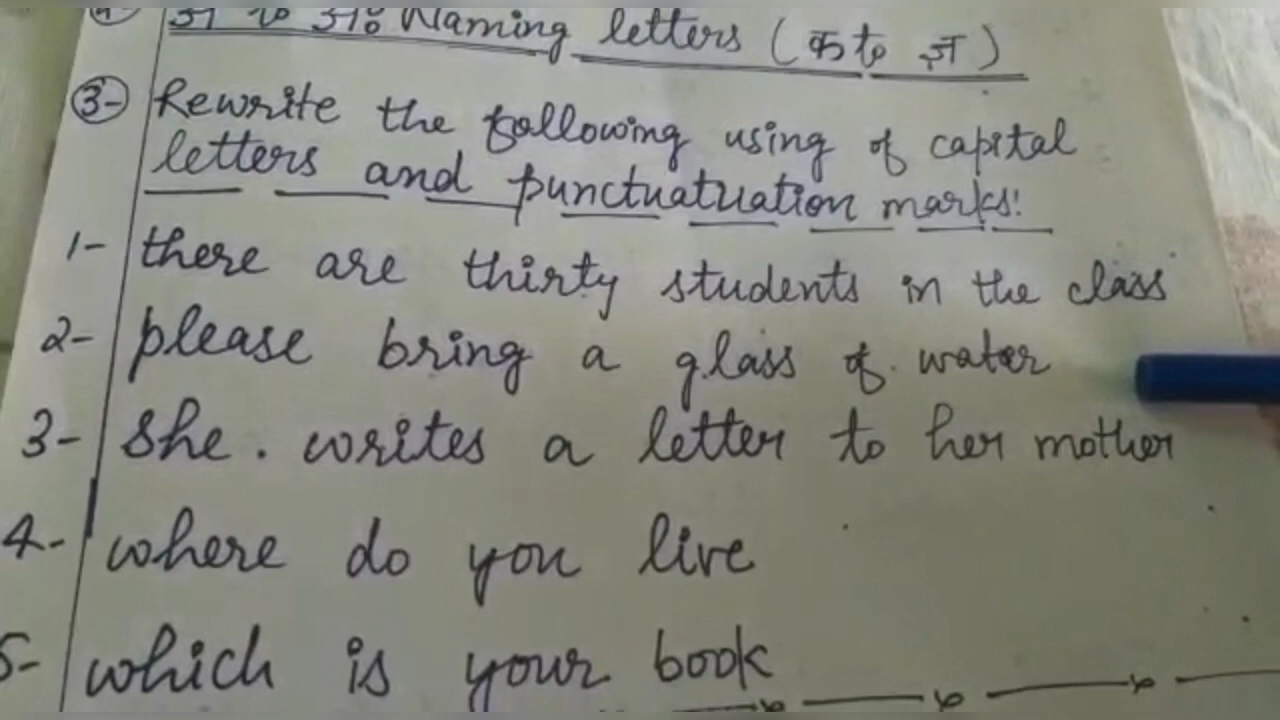 अ से अः Naming letters (क to ज्ञ)
3- Rewrite the following using of capital
letters and punctuatuation marks:
1- there are thirty students in the class
2- please bring a glass of water
3- She. writes a letter to her mother
4- where do you live
5- which is your book